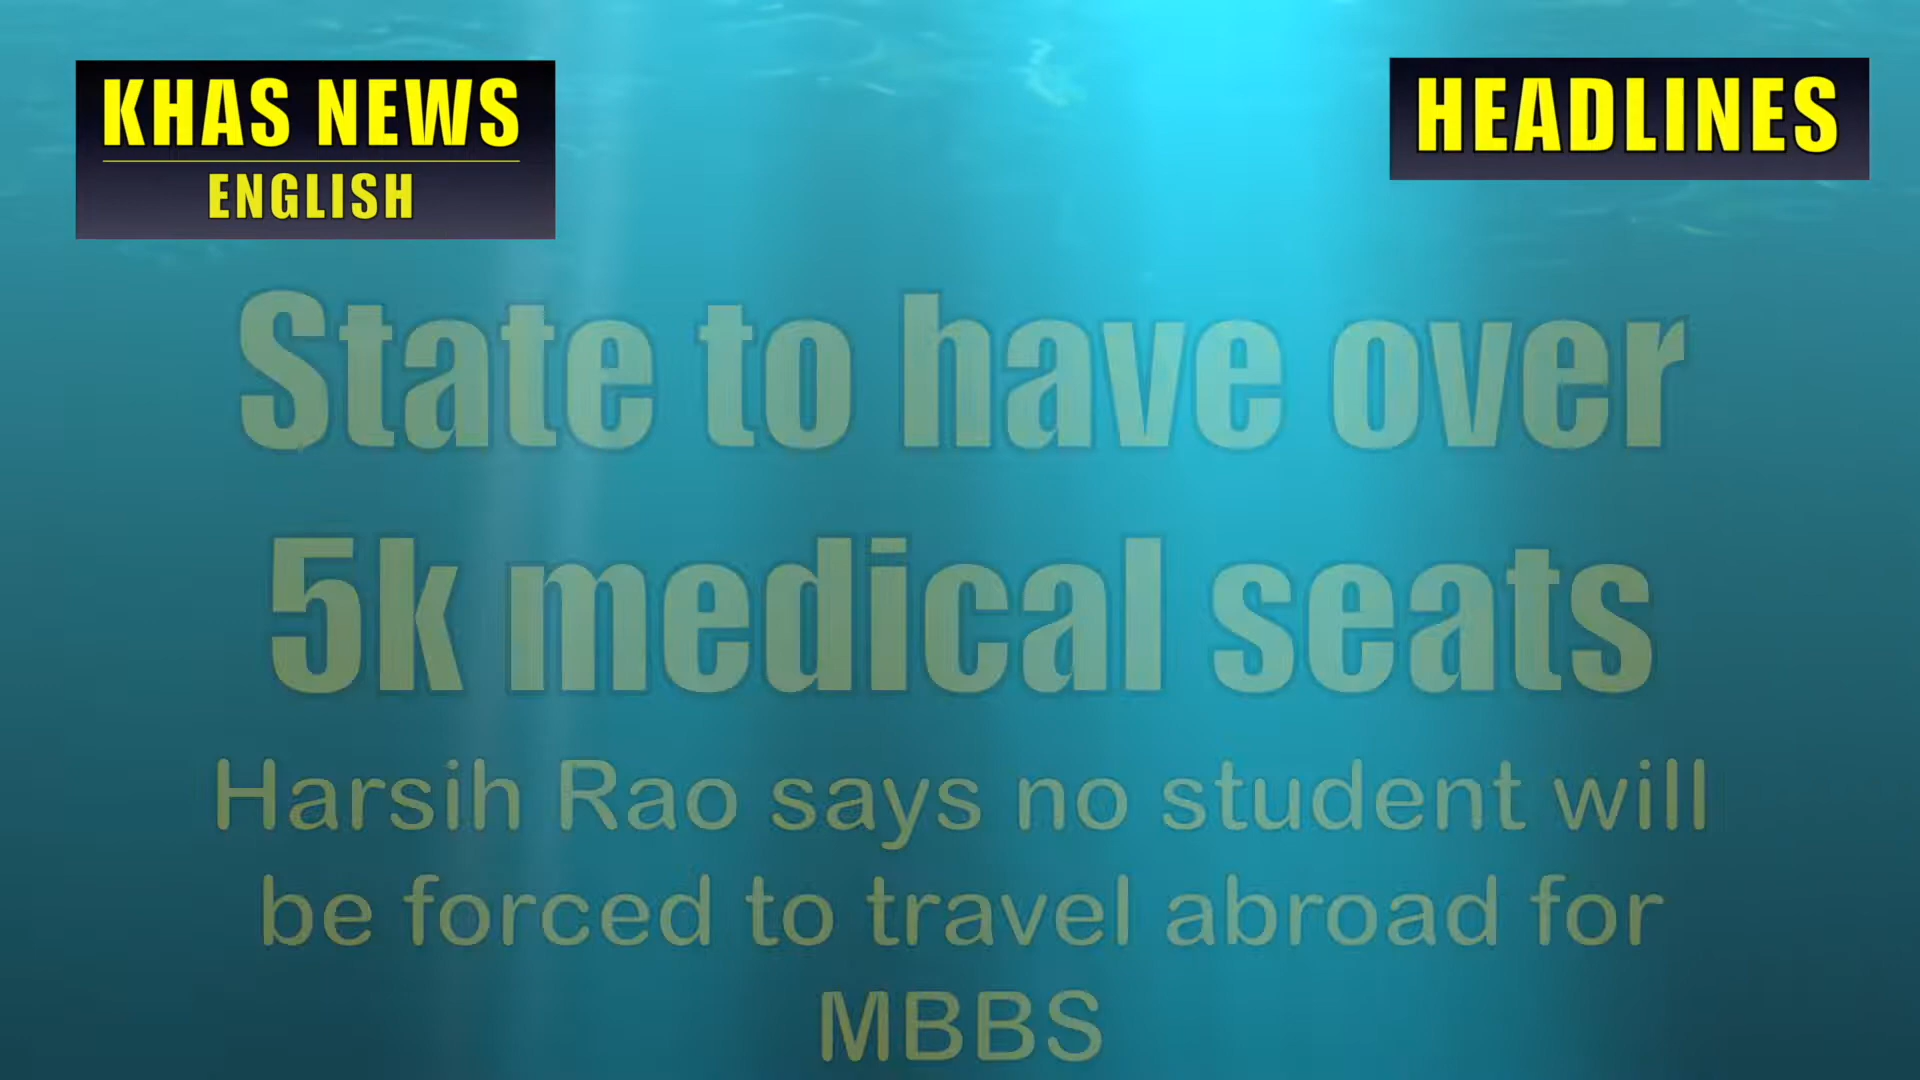 KHAS NEWS
ENGLISH
HEADLINES
State to have over
5k medical seats
Harsih Rao says no student will
be forced to travel abroad for
MBBS